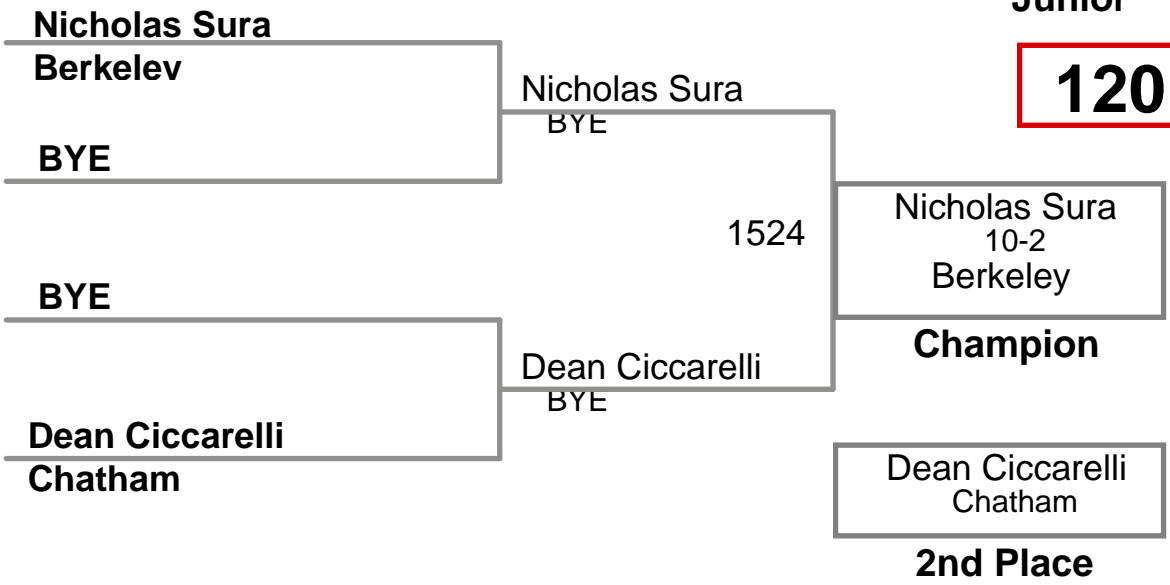 Junior
120
Nicholas Sura
Berkeley
BYE
BYE
Dean Ciccarelli
Chatham
Nicholas Sura
BYE
1524
Dean Ciccarelli
BYE
Nicholas Sura
10-2
Berkeley
Champion
Dean Ciccarelli
Chatham
2nd Place